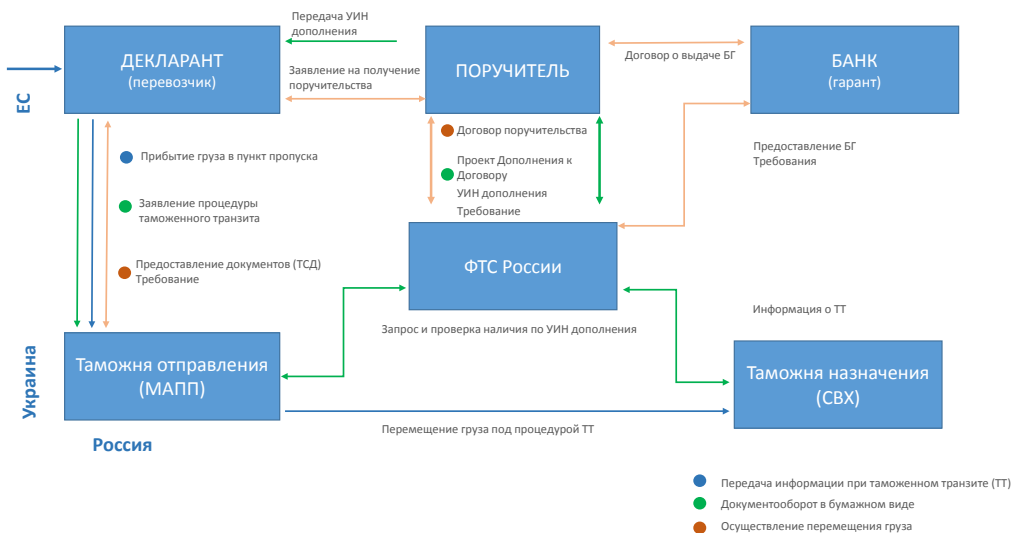 Передача УИН
дополнения
ДЕКЛАРАНТ
(перевозчик)
ПОРУЧИТЕЛЬ
БАНК
(гарант)
Договор о выдаче БГ
Заявление на получение
поручительства
ЕС
Договор поручительства
Проект Дополнения к
Договору
УИН дополнения
Требование
Предоставление БГ
Требования
Прибытие груза в пункт пропуска
Заявление процедуры
таможенного транзита
Предоставление документов (ТСД)
Требование
ФТС России
Информация о ТТ
Запрос и проверка наличия по УИН дополнения
Украина
Таможня отправления
(МАПП)
Таможня назначения
(СВХ)
Перемещение груза под процедурой ТТ
Россия
Передача информации при таможенном транзите (ТТ)
Документооборот в бумажном виде
Осуществление перемещения груза